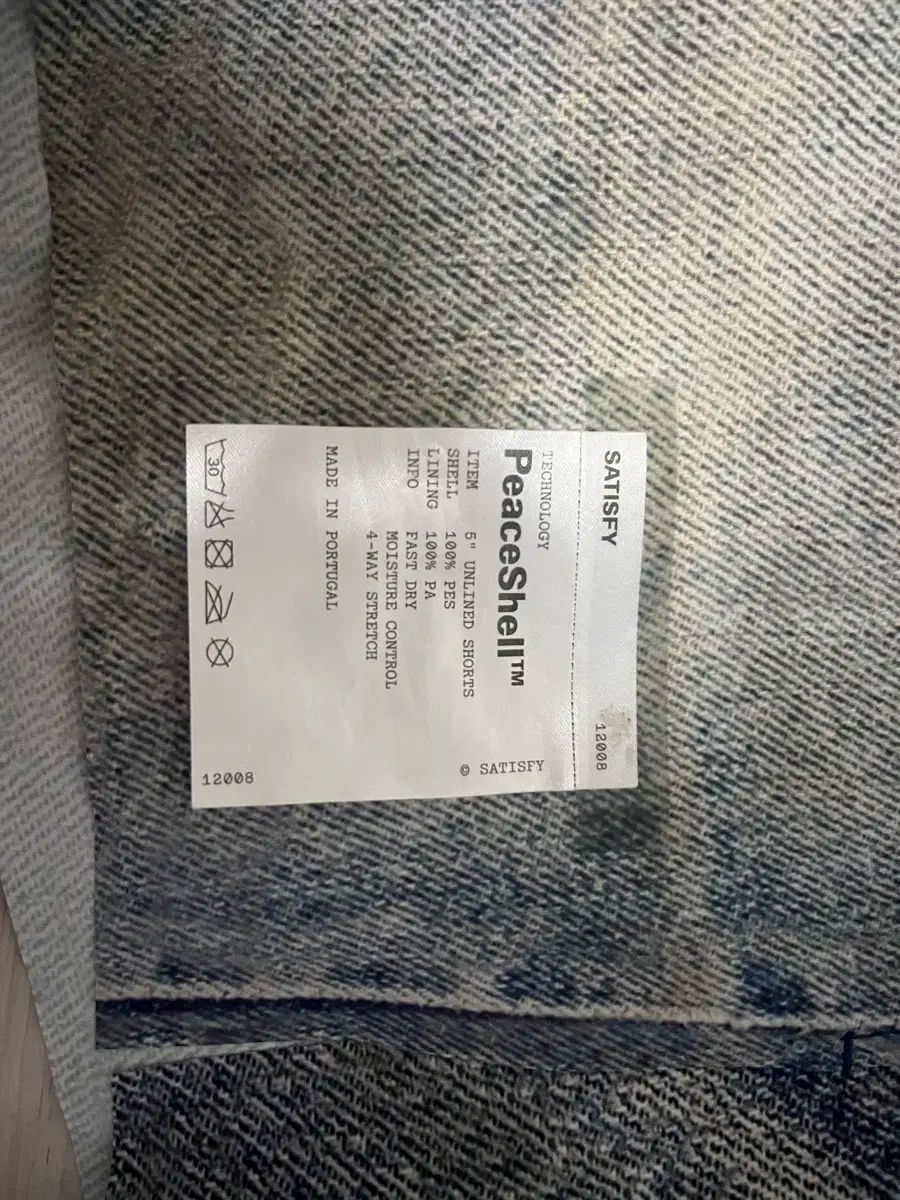 SATISFY 12008
TECHNOLOGY © SATISFY
PeaceShell™
ITEM 5" UNLINED SHORTS
SHELL 100% PES
LINING 100% PA
INFO FAST DRY
MOISTURE CONTROL
4-WAY STRETCH
MADE IN PORTUGAL
30 12008